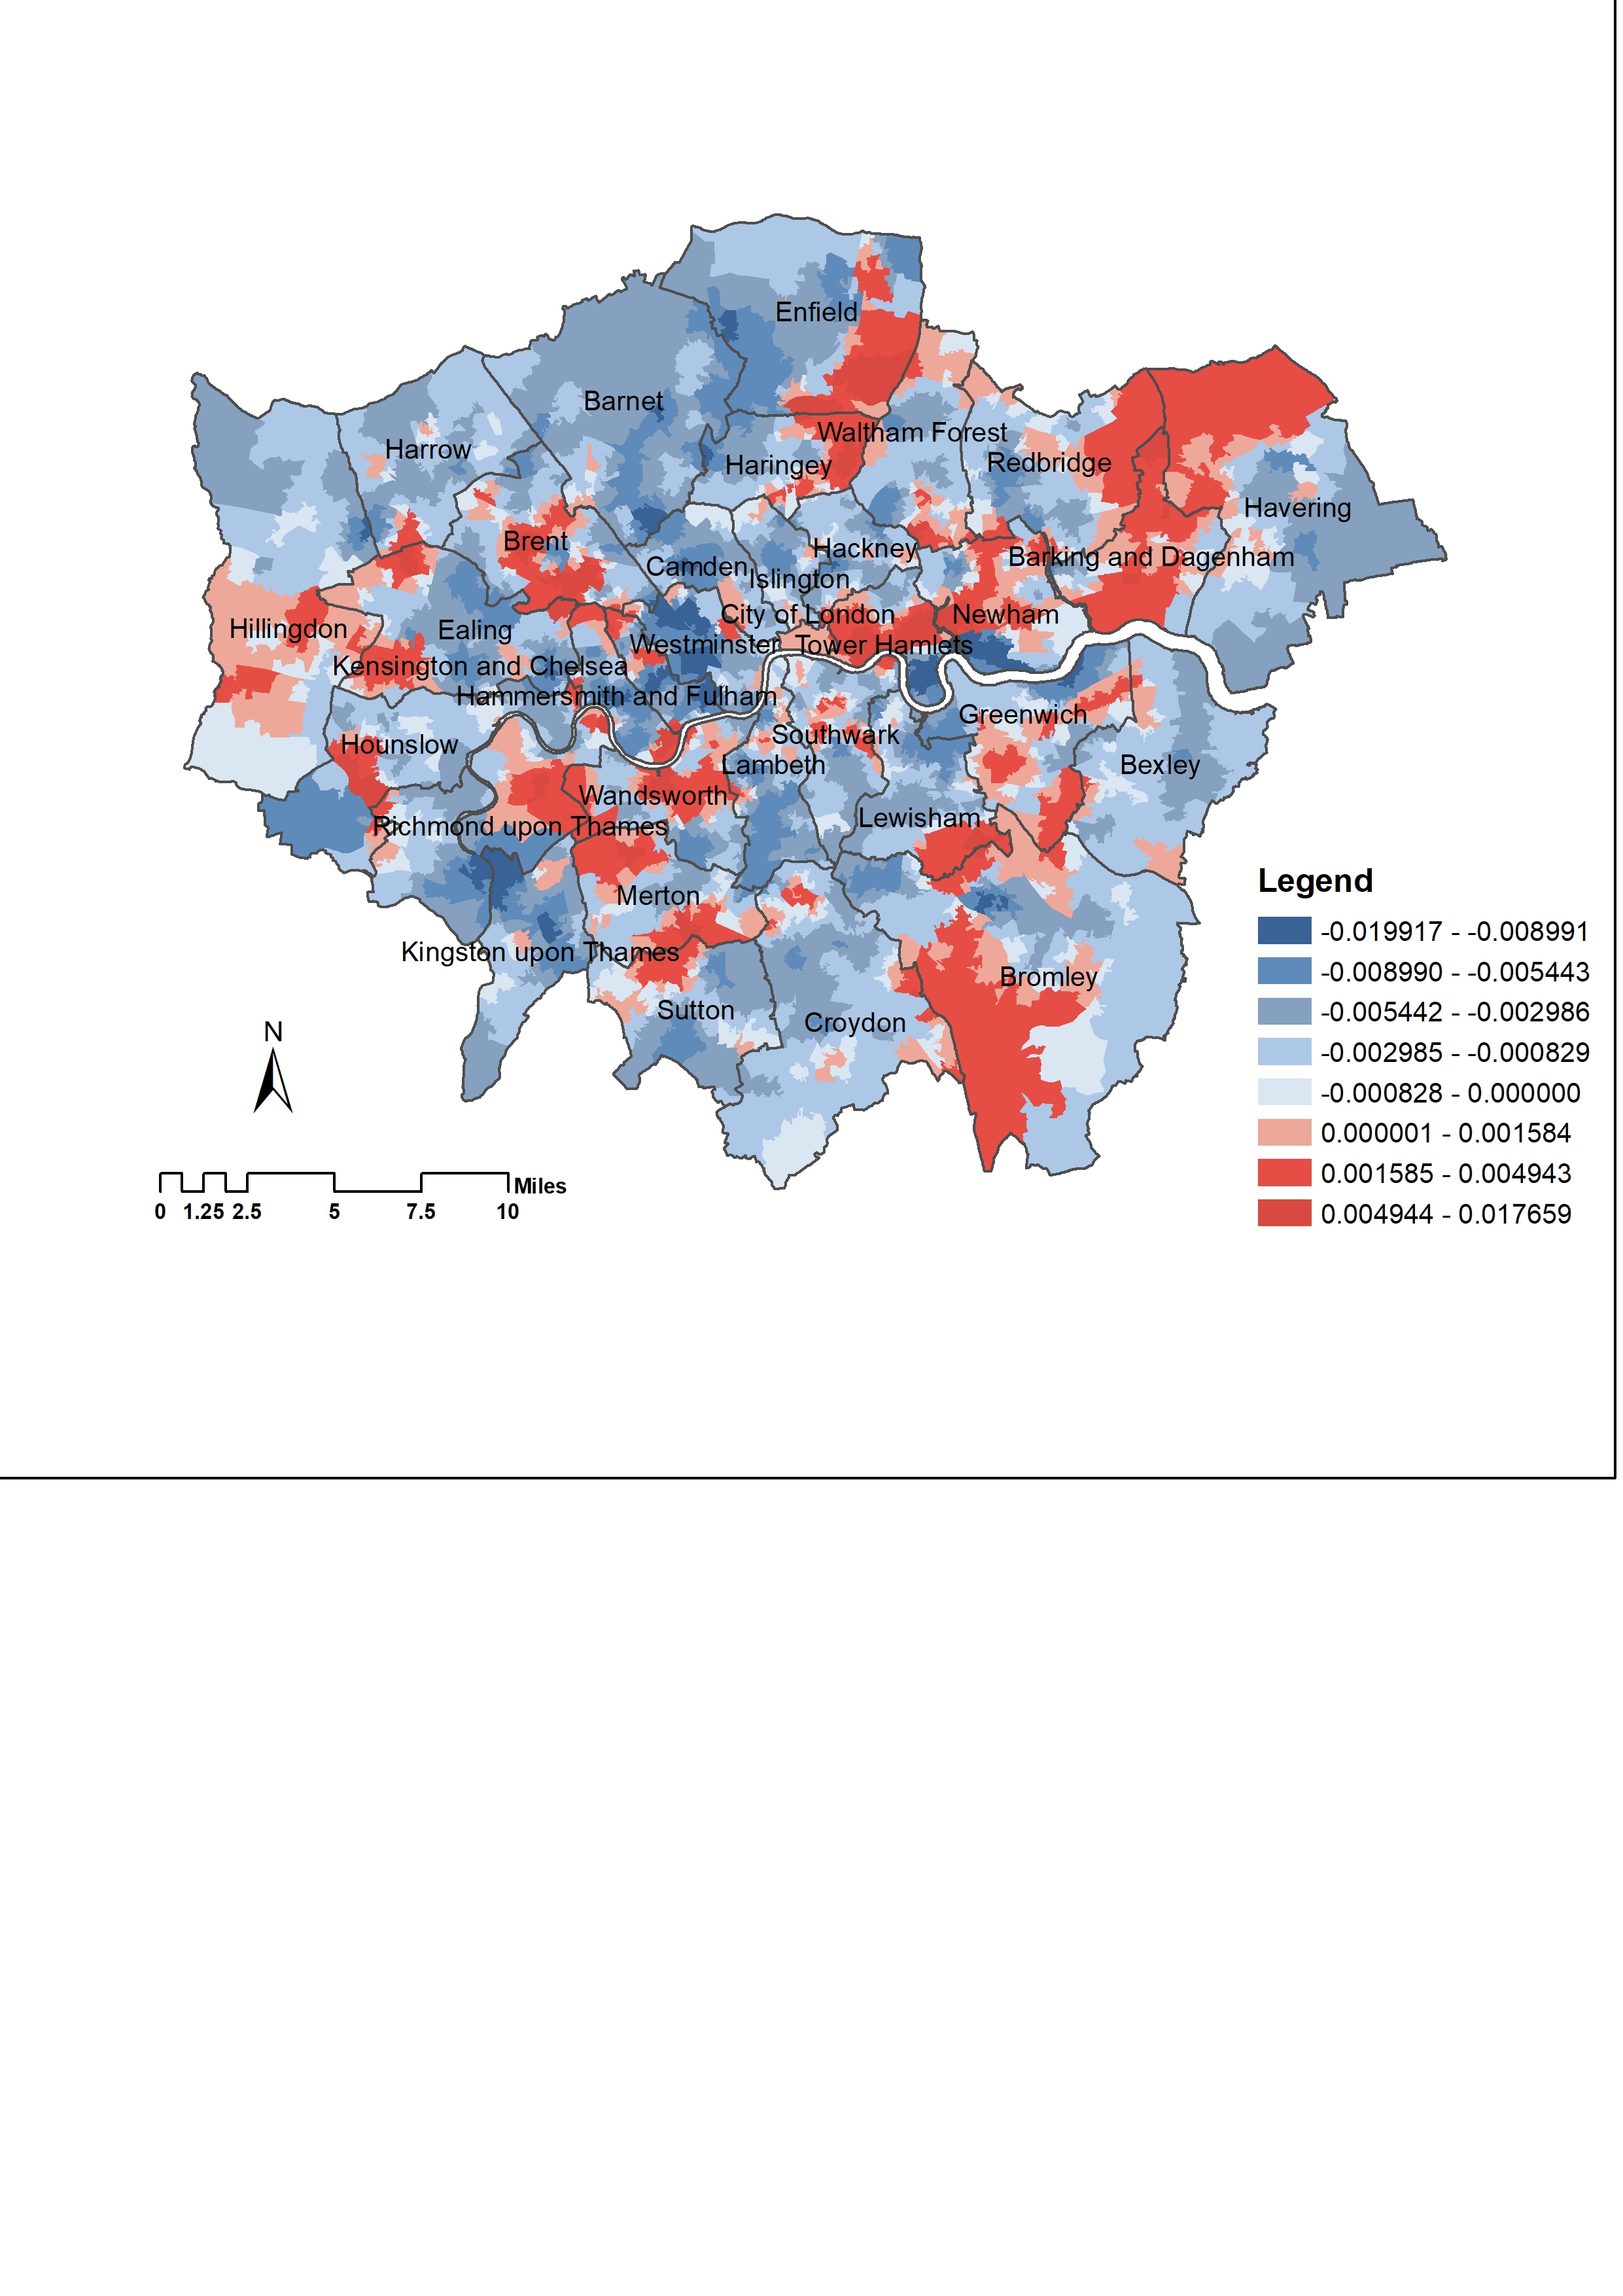 Enfield
Barnet
Waltham Forest
Harrow
Haringey
Redbridge
Havering
Brent
Hackney
Barking and Dagenham
Camden
Islington
City of London
Newham
Hillingdon
Ealing
Westminster
Tower Hamlets
Kensington and Chelsea
Hammersmith and Fulham
Greenwich
Southwark
Hounslow
Lambeth
Bexley
Wandsworth
Lewisham
Richmond upon Thames
Merton
Kingston upon Thames
Bromley
Sutton
Croydon
N
Legend
-0.019917 - -0.008991
-0.008990 - -0.005443
-0.005442 - -0.002986
-0.002985 - -0.000829
-0.000828 - 0.000000
0.000001 - 0.001584
0.001585 - 0.004943
0.004944 - 0.017659
Miles
0 1.25 2.5 5 7.5 10